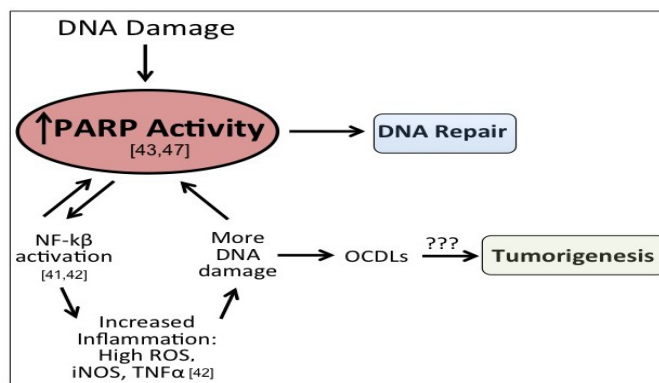 DNA Damage
↑PARP Activity
[43,47]
DNA Repair
NF-kβ
activation
[41,42]
More
DNA
damage
OCDLs
???
Tumorigenesis
Increased
Inflammation:
High ROS,
iNOS, TNFα [42]